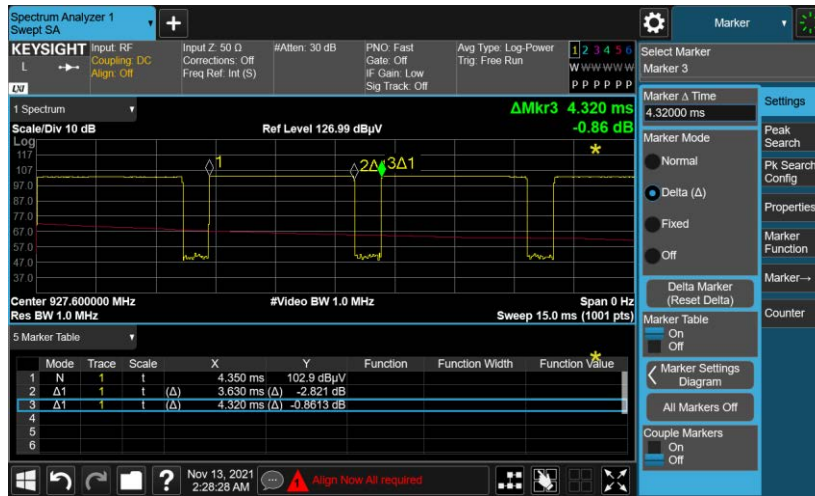 Spectrum Analyzer 1
Swept SA
+
Marker
KEYSIGHT
L
LXI
Input: RF
Coupling: DC
Align: Off
Input Z: 50 Ω
Corrections: Off
Freq Ref: Int (S)
#Atten: 30 dB
PNO: Fast
Gate: Off
IF Gain: Low
Sig Track: Off
Avg Type: Log-Power
Trig: Free Run
1 2 3 4 5 6
W W W W W W
P P P P P P
1 Spectrum
ΔMkr3 4.320 ms
Scale/Div 10 dB
Ref Level 126.99 dBµV
-0.86 dB
Log
117
107
97.0
87.0
77.0
67.0
57.0
47.0
37.0
1
2Δ1
3Δ1
Center 927.600000 MHz
#Video BW 1.0 MHz
Span 0 Hz
Res BW 1.0 MHz
Sweep 15.0 ms (1001 pts)
5 Marker Table
Mode Trace Scale X Y Function Function Width Function Value
1 N 1 t 4.350 ms 102.9 dBµV
2 Δ1 1 t (Δ) 3.630 ms (Δ) -2.821 dB
3 Δ1 1 t (Δ) 4.320 ms (Δ) -0.8613 dB
4
5
6
?
Nov 13, 2021
2:28:28 AM
Align Now All required
Select Marker
Marker 3
Marker Δ Time
4.32000 ms
Marker Mode
Normal
Delta (Δ)
Fixed
Off
Delta Marker
(Reset Delta)
Marker Table
On
Off
Marker Settings
Diagram
All Markers Off
Couple Markers
On
Off
Settings
Peak
Search
Pk Search
Config
Properties
Marker
Function
Marker→
Counter